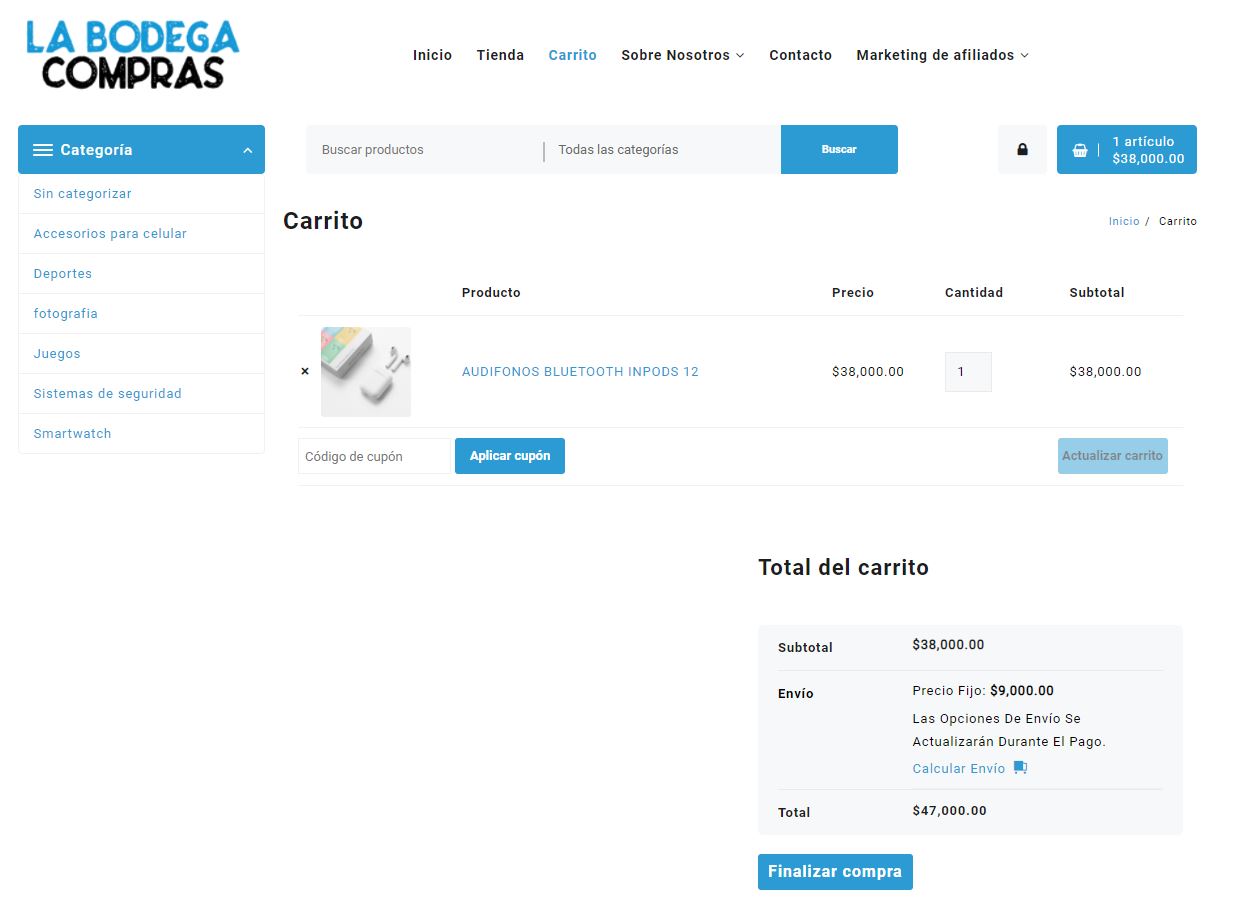 LA BODEGA
COMPRAS
Inicio Tienda Carrito Sobre Nosotros Contacto Marketing de afiliados
Categoría
Buscar productos Todas las categorías Buscar
1 artículo
$38,000.00
Sin categorizar
Accesorios para celular
Deportes
fotografia
Juegos
Sistemas de seguridad
Smartwatch
Carrito
Inicio / Carrito
Producto Precio Cantidad Subtotal
× AUDIFONOS BLUETOOTH INPODS 12 $38,000.00 1 $38,000.00
Código de cupón Aplicar cupón Actualizar carrito
Total del carrito
Subtotal $38,000.00
Envío Precio Fijo: $9,000.00
Las Opciones De Envío Se
Actualizarán Durante El Pago.
Calcular Envío
Total $47,000.00
Finalizar compra